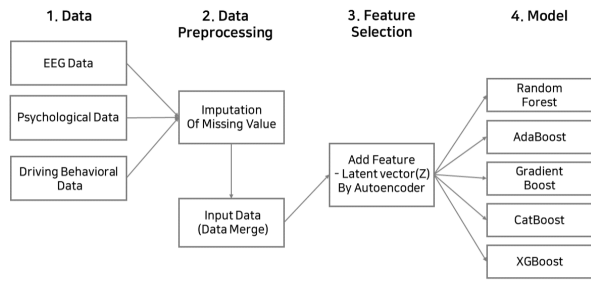 1. Data
2. Data
Preprocessing
3. Feature
Selection
4. Model
EEG Data
Psychological Data
Driving Behavioral
Data
Imputation
Of Missing Value
Input Data
(Data Merge)
Add Feature
- Latent vector(Z)
By Autoencoder
Random
Forest
AdaBoost
Gradient
Boost
CatBoost
XGBoost